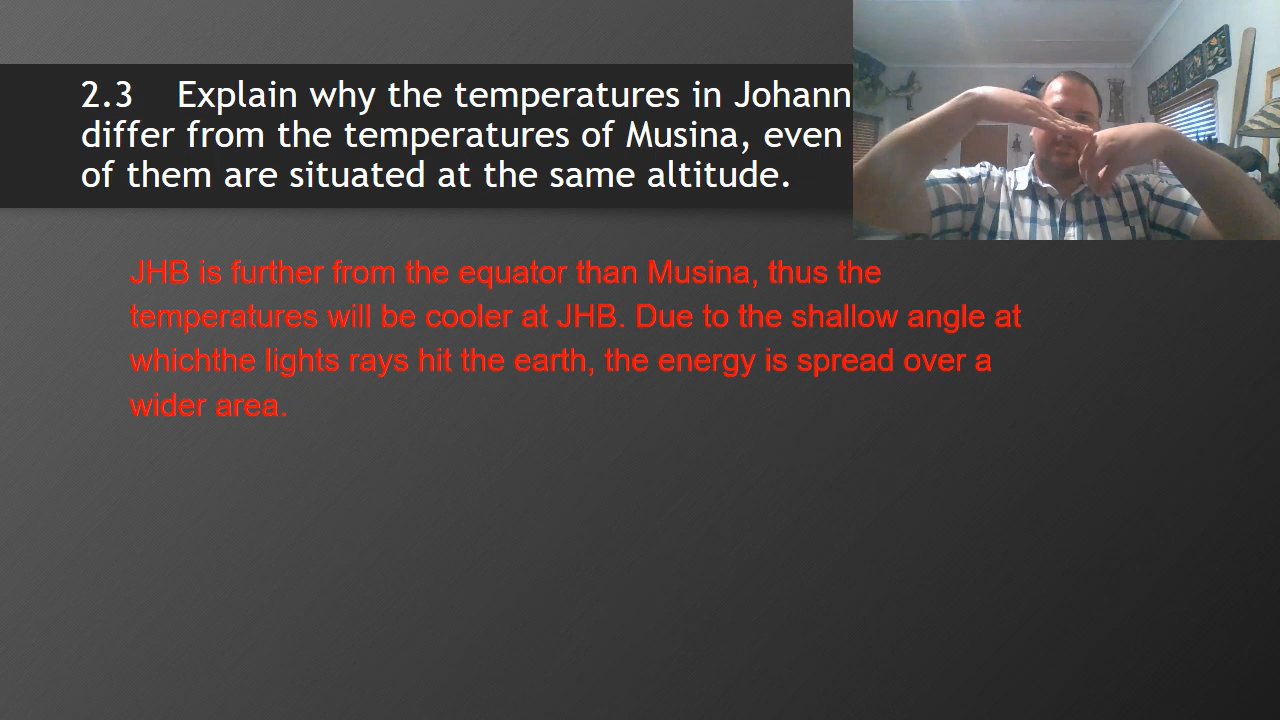 2.3 Explain why the temperatures in Johann
differ from the temperatures of Musina, even
of them are situated at the same altitude.
JHB is further from the equator than Musina, thus the
temperatures will be cooler at JHB. Due to the shallow angle at
whichthe lights rays hit the earth, the energy is spread over a
wider area.